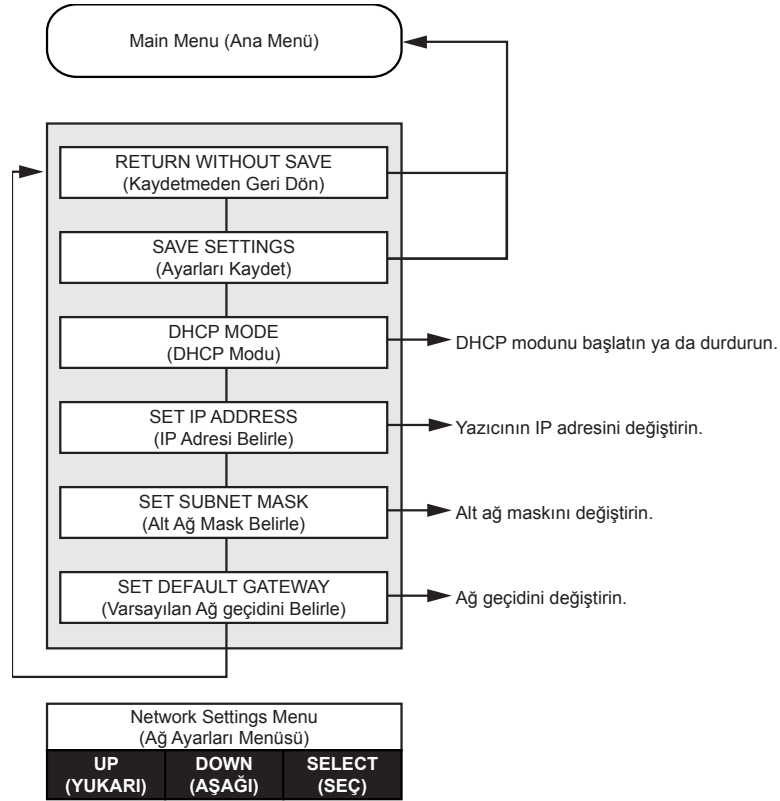 Main Menu (Ana Menü)
RETURN WITHOUT SAVE
(Kaydetmeden Geri Dön)
SAVE SETTINGS
(Ayarları Kaydet)
DHCP MODE
(DHCP Modu)
DHCP modunu başlatın ya da durdurun.
SET IP ADDRESS
(IP Adresi Belirle)
Yazıcının IP adresini değiştirin.
SET SUBNET MASK
(Alt Ağ Mask Belirle)
Alt ağ maskını değiştirin.
SET DEFAULT GATEWAY
(Varsayılan Ağ geçidini Belirle)
Ağ geçidini değiştirin.
Network Settings Menu
(Ağ Ayarları Menüsü)
UP DOWN SELECT
(YUKARI) (AŞAĞI) (SEÇ)